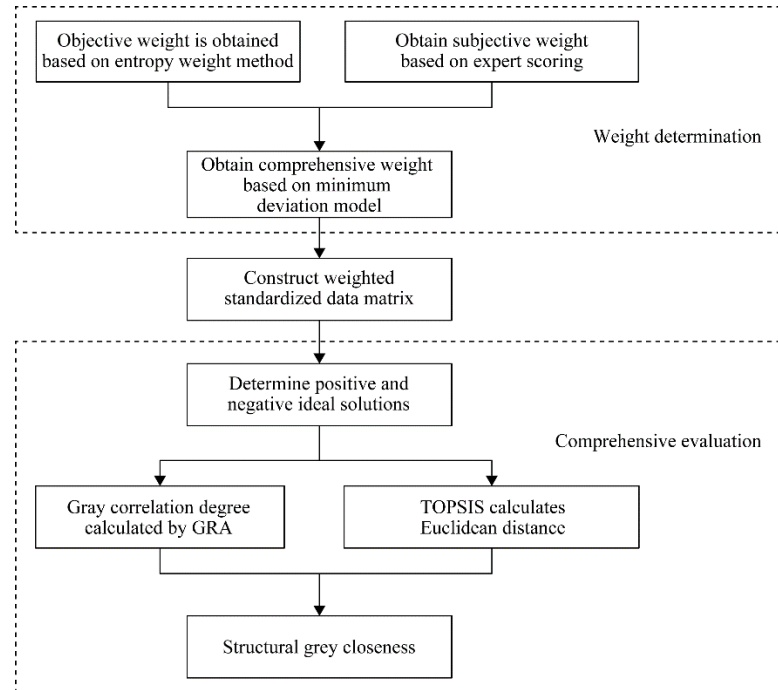 Objective weight is obtained
based on entropy weight method
Obtain subjective weight
based on expert scoring
Weight determination
Obtain comprehensive weight
based on minimum
deviation model
Construct weighted
standardized data matrix
Determine positive and
negative ideal solutions
Comprehensive evaluation
Gray correlation degree
calculated by GRA
TOPSIS calculates
Euclidean distance
Structural grey closeness